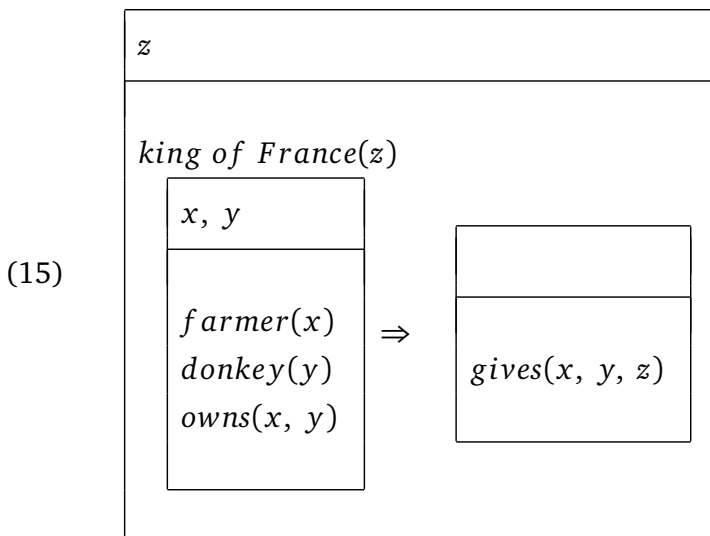 z
king of France(z)
x, y
(15)
farmer(x)
donkey(y)
owns(x, y)
⇒
gives(x, y, z)